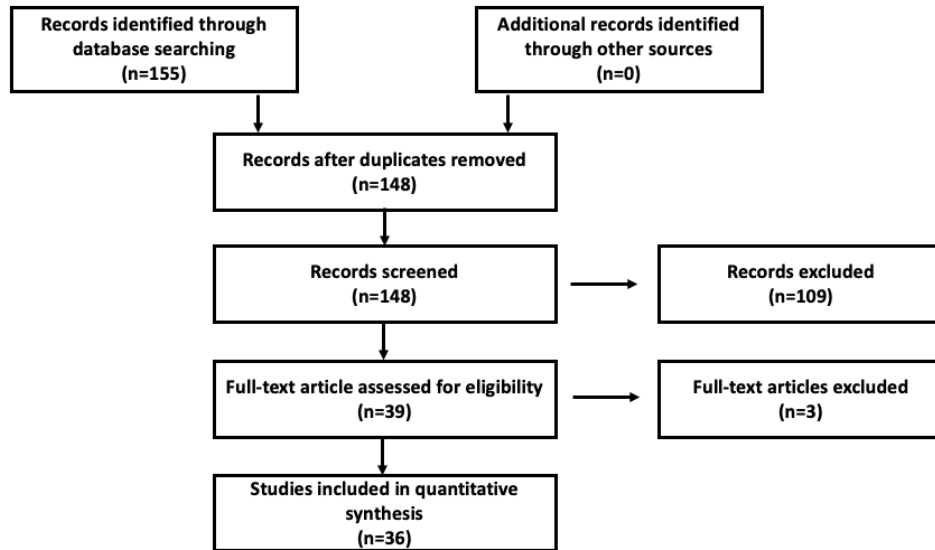 Records identified through
database searching
(n=155)
Additional records identified
through other sources
(n=0)
Records after duplicates removed
(n=148)
Records screened
(n=148)
Records excluded
(n=109)
Full-text article assessed for eligibility
(n=39)
Full-text articles excluded
(n=3)
Studies included in quantitative
synthesis
(n=36)